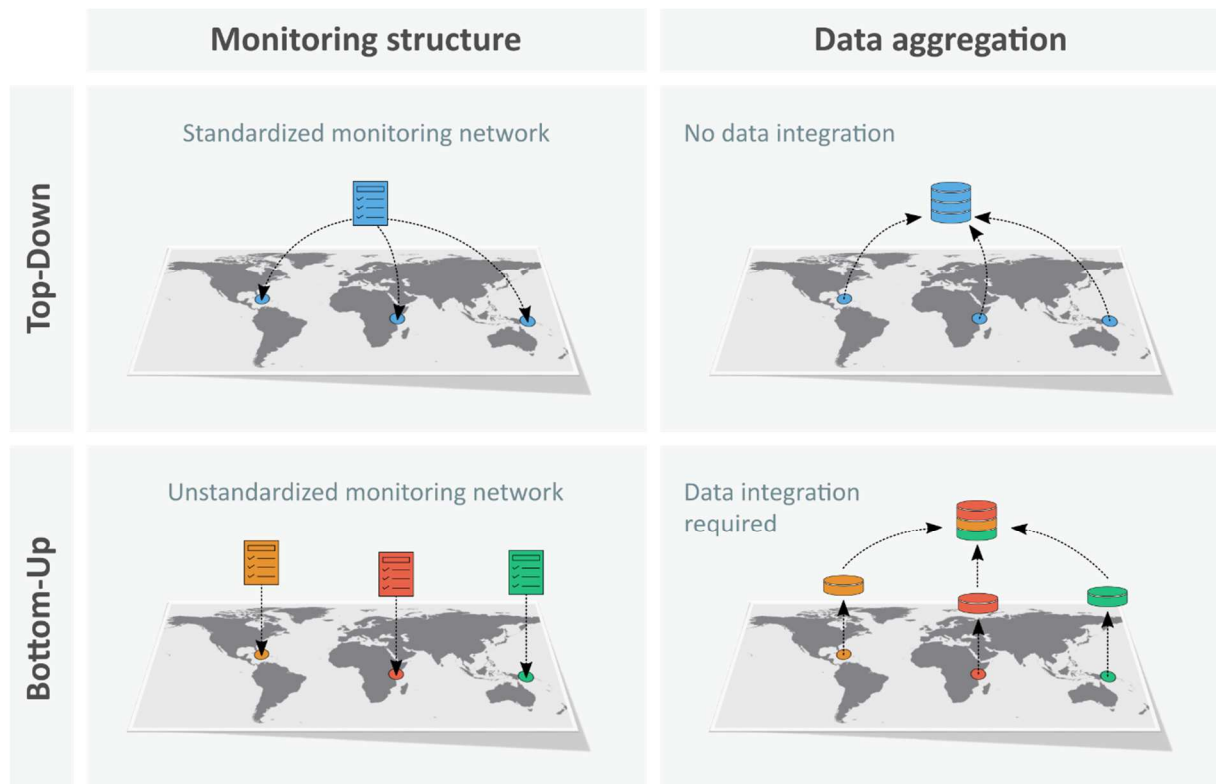 Monitoring structure
Data aggregation
Top-Down
Standardized monitoring network
No data integration
Bottom-Up
Unstandardized monitoring network
Data integration
required